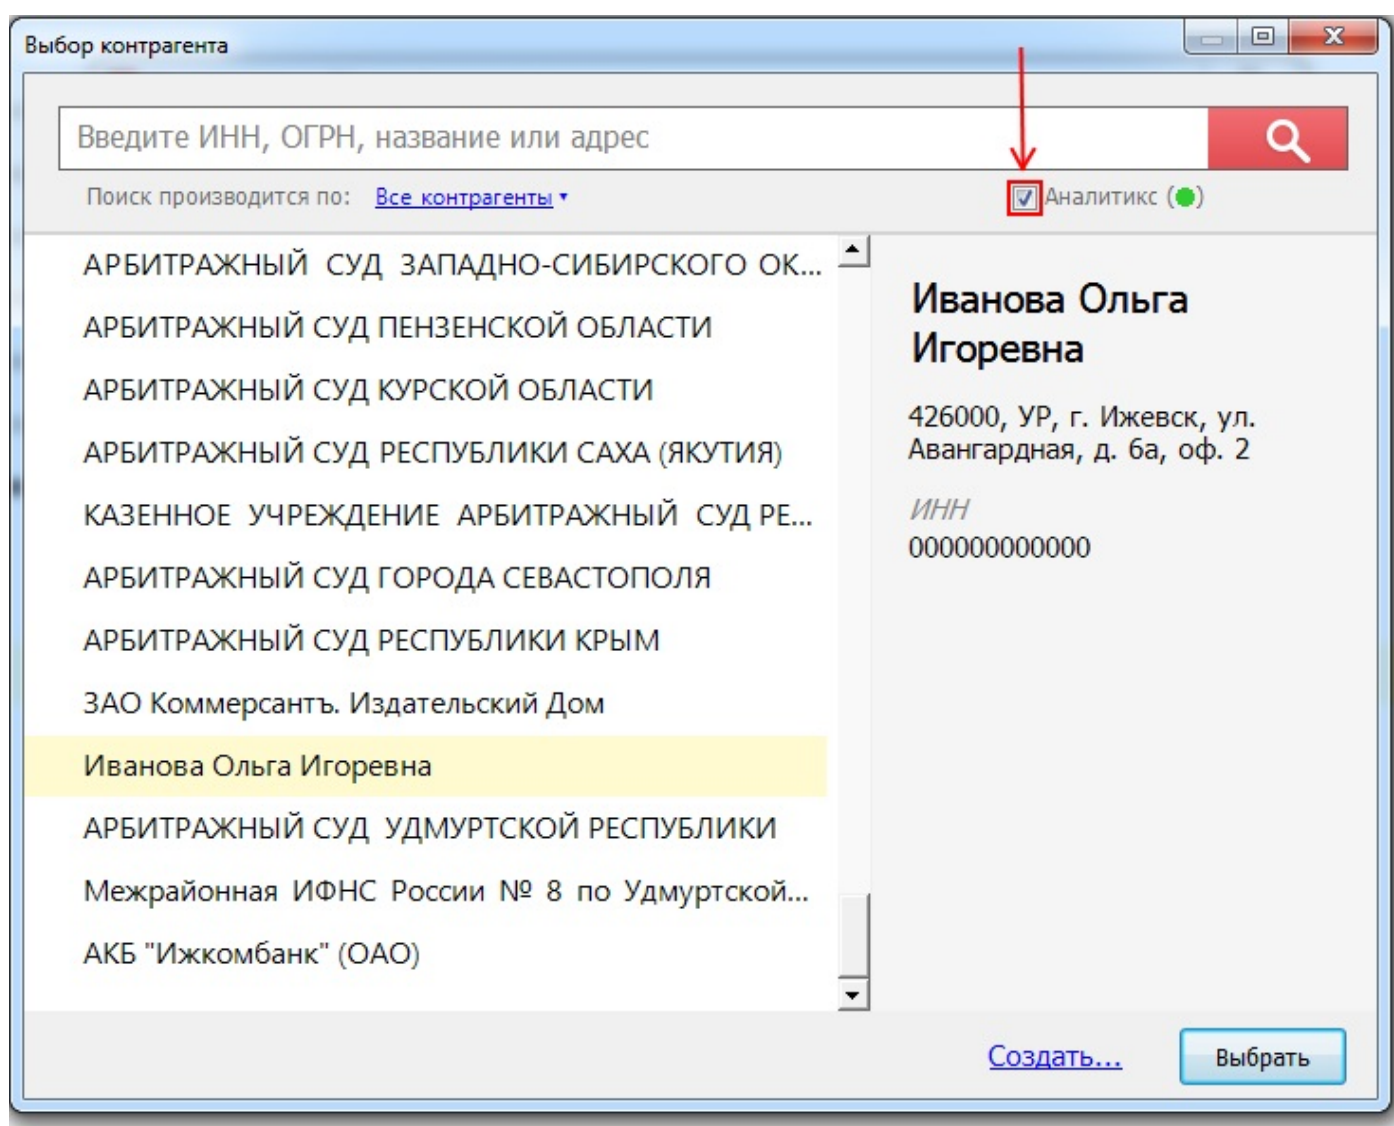 Выбор контрагента
Введите ИНН, ОГРН, название или адрес
Поиск производится по: Все контрагенты
Аналитикс ()
АРБИТРАЖНЫЙ СУД ЗАПАДНО-СИБИРСКОГО ОК...
АРБИТРАЖНЫЙ СУД ПЕНЗЕНСКОЙ ОБЛАСТИ
АРБИТРАЖНЫЙ СУД КУРСКОЙ ОБЛАСТИ
АРБИТРАЖНЫЙ СУД РЕСПУБЛИКИ САХА (ЯКУТИЯ)
КАЗЕННОЕ УЧРЕЖДЕНИЕ АРБИТРАЖНЫЙ СУД РЕ...
АРБИТРАЖНЫЙ СУД ГОРОДА СЕВАСТОПОЛЯ
АРБИТРАЖНЫЙ СУД РЕСПУБЛИКИ КРЫМ
ЗАО Коммерсантъ. Издательский Дом
Иванова Ольга Игоревна
АРБИТРАЖНЫЙ СУД УДМУРТСКОЙ РЕСПУБЛИКИ
Межрайонная ИФНС России № 8 по Удмуртской...
АКБ "Ижкомбанк" (ОАО)
Иванова Ольга
Игоревна
426000, УР, г. Ижевск, ул.
Авангардная, д. 6а, оф. 2
ИНН
000000000000
Создать...
Выбрать